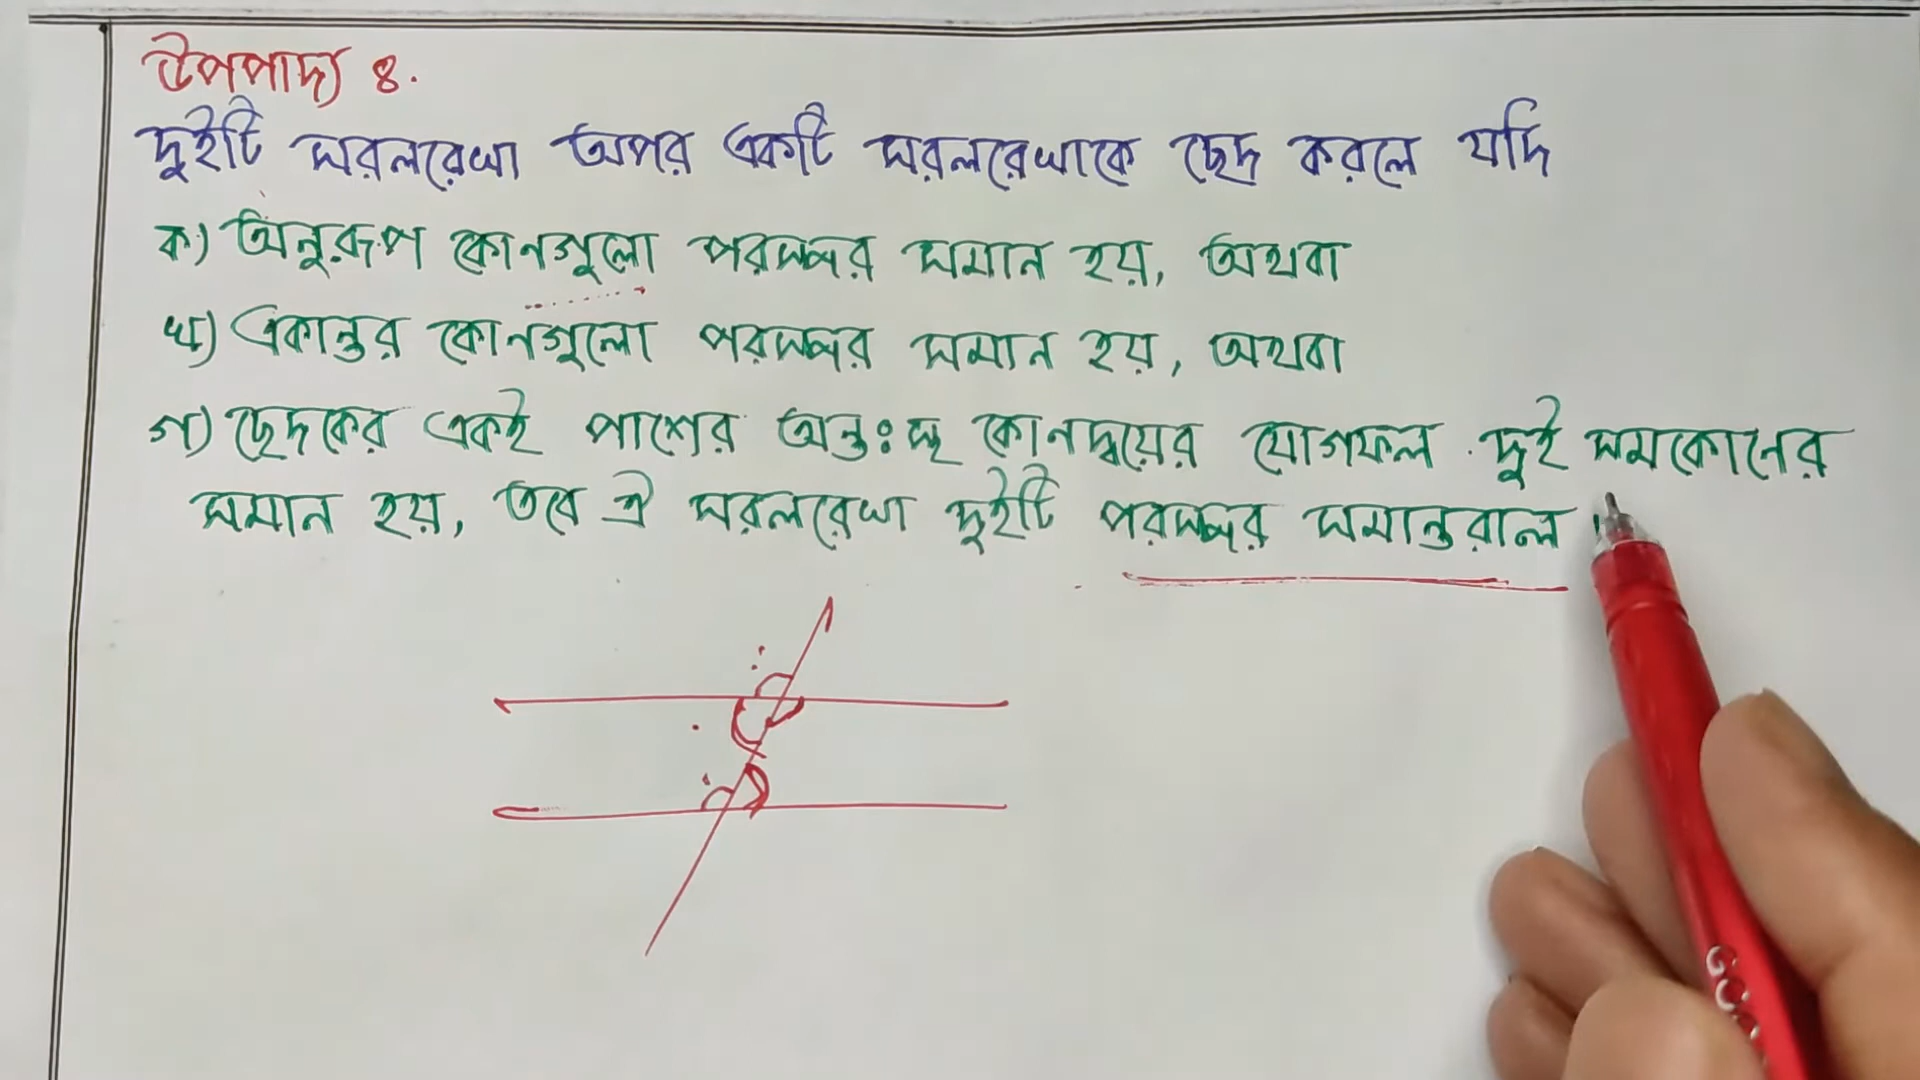 উপপাদ্য ৪.
দুইটি সরলরেখা অপর একটি সরলরেখাকে ছেদ করলে যদি
ক) অনুরূপ কোণগুলো পরস্পর সমান হয়, অথবা
খ) একান্তর কোণগুলো পরস্পর সমান হয়, অথবা
গ) ছেদকের একই পাশের অন্তঃস্থ কোণদ্বয়ের যোগফল দুই সমকোণের
সমান হয়, তবে ঐ সরলরেখা দুইটি পরস্পর সমান্তরাল